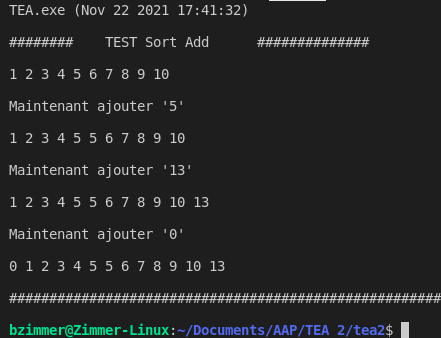 TEA.exe (Nov 22 2021 17:41:32)
########    TEST Sort Add      ##############
1 2 3 4 5 6 7 8 9 10
Maintenant ajouter '5'
1 2 3 4 5 5 6 7 8 9 10
Maintenant ajouter '13'
1 2 3 4 5 5 6 7 8 9 10 13
Maintenant ajouter '0'
0 1 2 3 4 5 5 6 7 8 9 10 13
######################################################
bzimmer@Zimmer-Linux:~/Documents/AAP/TEA 2/tea2$